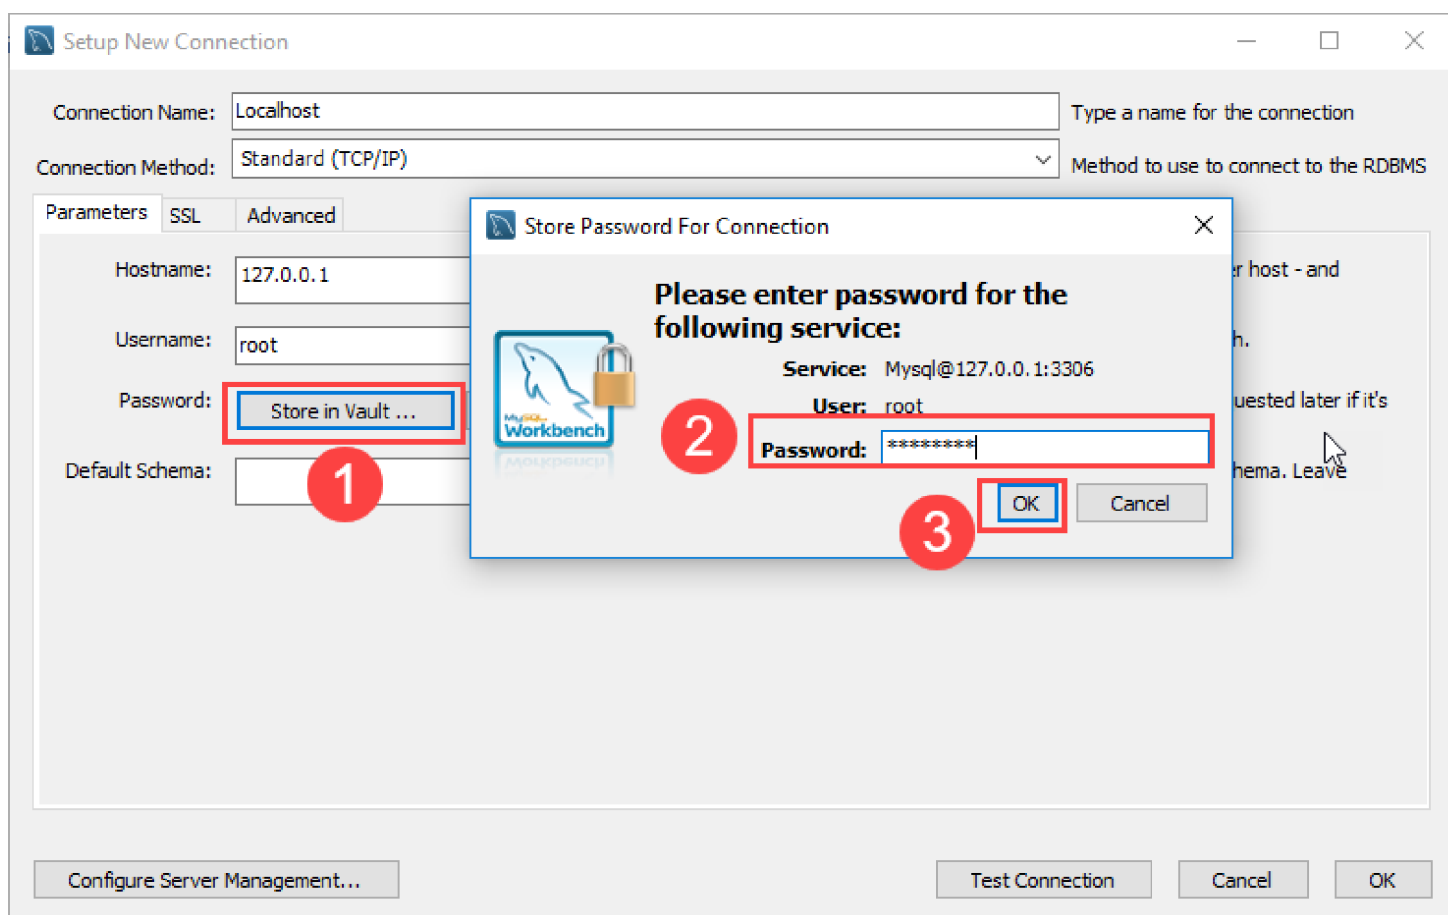 Setup New Connection
Connection Name: Localhost Type a name for the connection
Connection Method: Standard (TCP/IP) Method to use to connect to the RDBMS
Parameters SSL Advanced
Store Password For Connection
Hostname: 127.0.0.1
host - and
Please enter password for the
following service:
Username: root
Service: Mysql@127.0.0.1:3306
User: root
Password: Store in Vault ...
later if it's
MySQL
Workbench
2
Password: ********
Default Schema:
Leave
1
OK Cancel
3
Configure Server Management... Test Connection Cancel OK